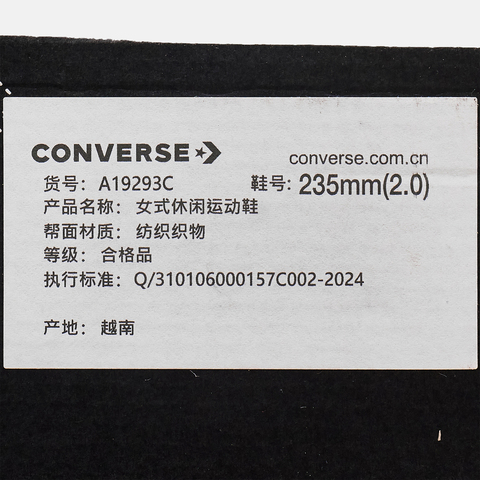 CONVERSE
converse.com.cn
货号: A19293C 鞋号: 235mm(2.0)
产品名称: 女式休闲运动鞋
帮面材质: 纺织织物
等级: 合格品
执行标准: Q/310106000157C002-2024
产地: 越南